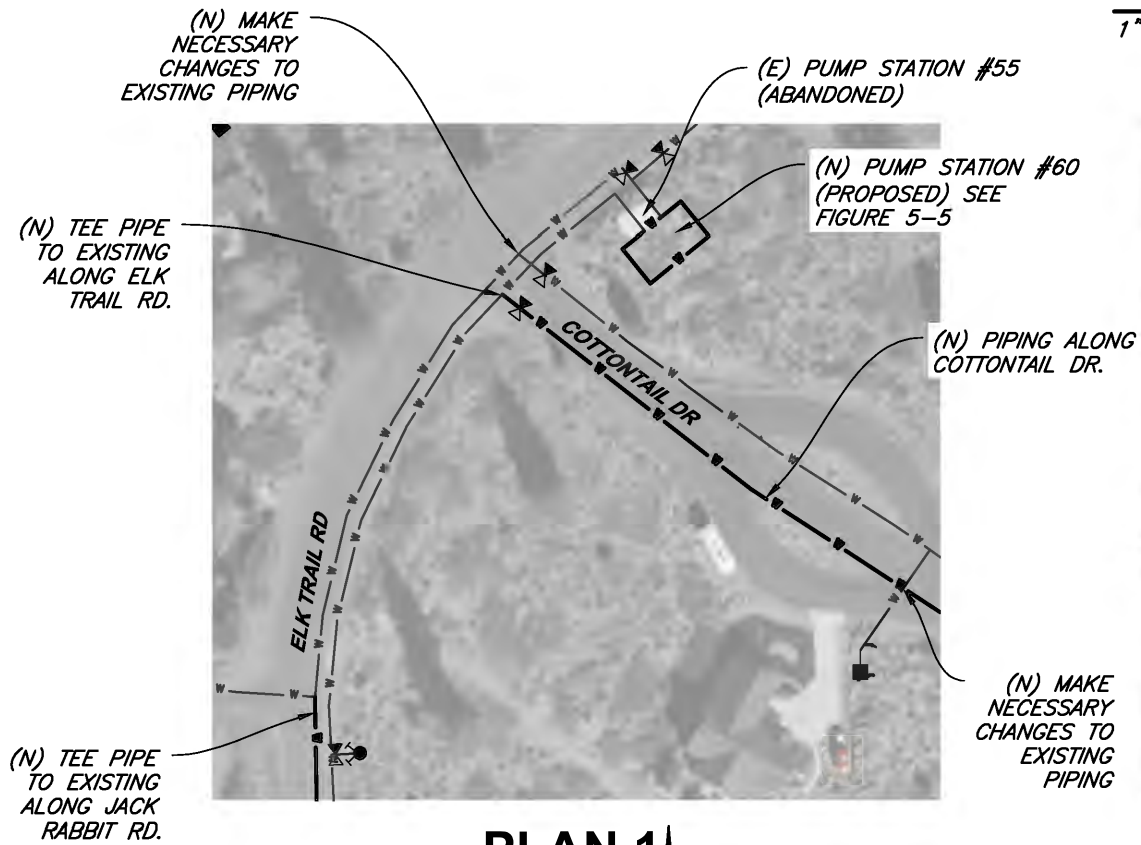 (N) MAKE
NECESSARY
CHANGES TO
EXISTING PIPING
1"
(E) PUMP STATION #55
(ABANDONED)
(N) PUMP STATION #60
(PROPOSED) SEE
FIGURE 5-5
(N) TEE PIPE
TO EXISTING
ALONG ELK
TRAIL RD.
COTTONTAIL DR
(N) PIPING ALONG
COTTONTAIL DR.
ELK TRAIL RD
(N) MAKE
NECESSARY
CHANGES TO
EXISTING
PIPING
(N) TEE PIPE
TO EXISTING
ALONG JACK
RABBIT RD.
PLAN 1